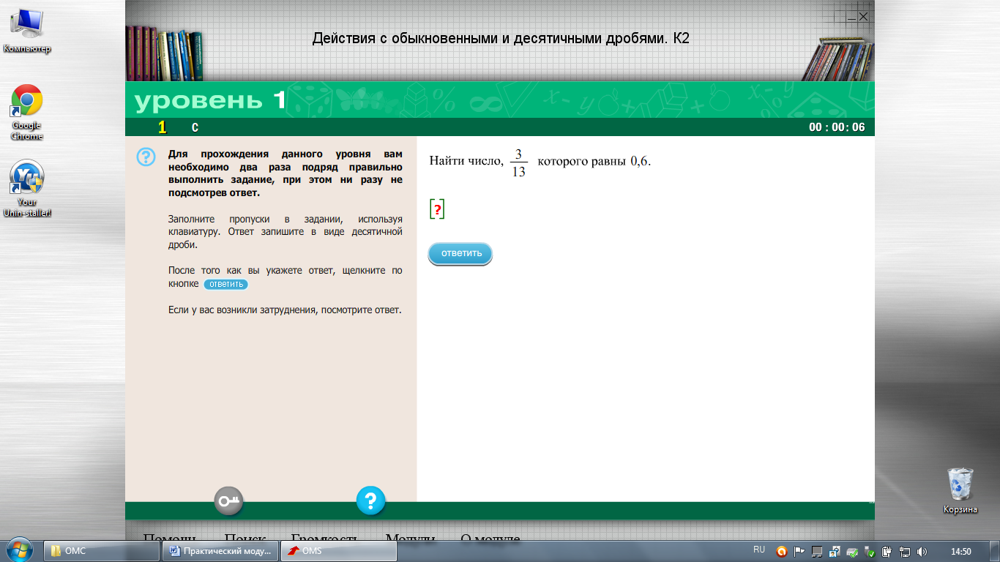 Компьютер
Google
Chrome
Your
Unin-staller!
Действия с обыкновенными и десятичными дробями. К2
уровень 1
1 С 00 : 00: 06
Для прохождения данного уровня вам
необходимо два раза подряд правильно
выполнить задание, при этом ни разу не
подсмотрев ответ.
Заполните пропуски в задании, используя
клавиатуру. Ответ запишите в виде десятичной
дроби.
После того как вы укажете ответ, щелкните по
кнопке ответить
Если у вас возникли затруднения, посмотрите ответ.
Найти число, 3/13 которого равны 0,6.
[?]
ответить
Корзина
Помощь Поиск Громкость Модули О модуле
ОМС Практический моду... OMS RU 14:50